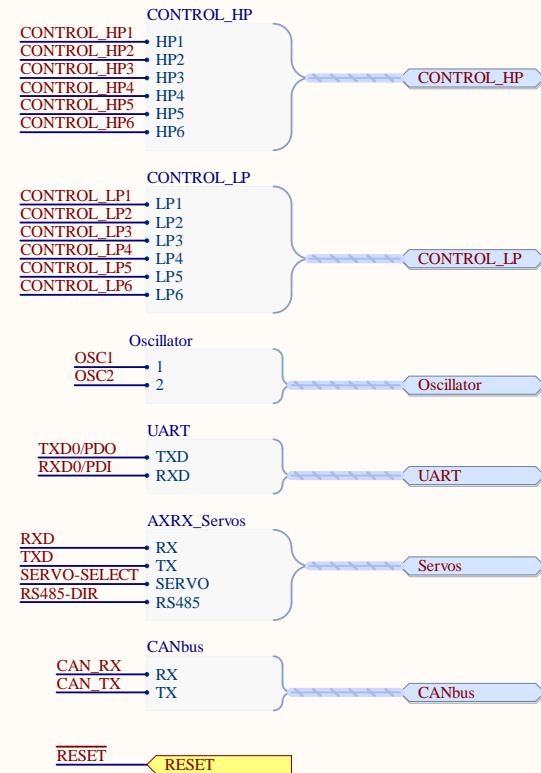 CONTROL_HP
CONTROL_HP1 HP1
CONTROL_HP2 HP2
CONTROL_HP3 HP3 CONTROL_HP
CONTROL_HP4 HP4
CONTROL_HP5 HP5
CONTROL_HP6 HP6
CONTROL_LP
CONTROL_LP1 LP1
CONTROL_LP2 LP2
CONTROL_LP3 LP3
CONTROL_LP4 LP4 CONTROL_LP
CONTROL_LP5 LP5
CONTROL_LP6 LP6
Oscillator
OSC1 1
OSC2 2 Oscillator
UART
TXD0/PDO TXD
RXD0/PDI RXD UART
AXRX_Servos
RXD RX
TXD TX Servos
SERVO-SELECT SERVO
RS485-DIR RS485
CANbus
CAN_RX RX
CAN_TX TX CANbus
RESET RESET